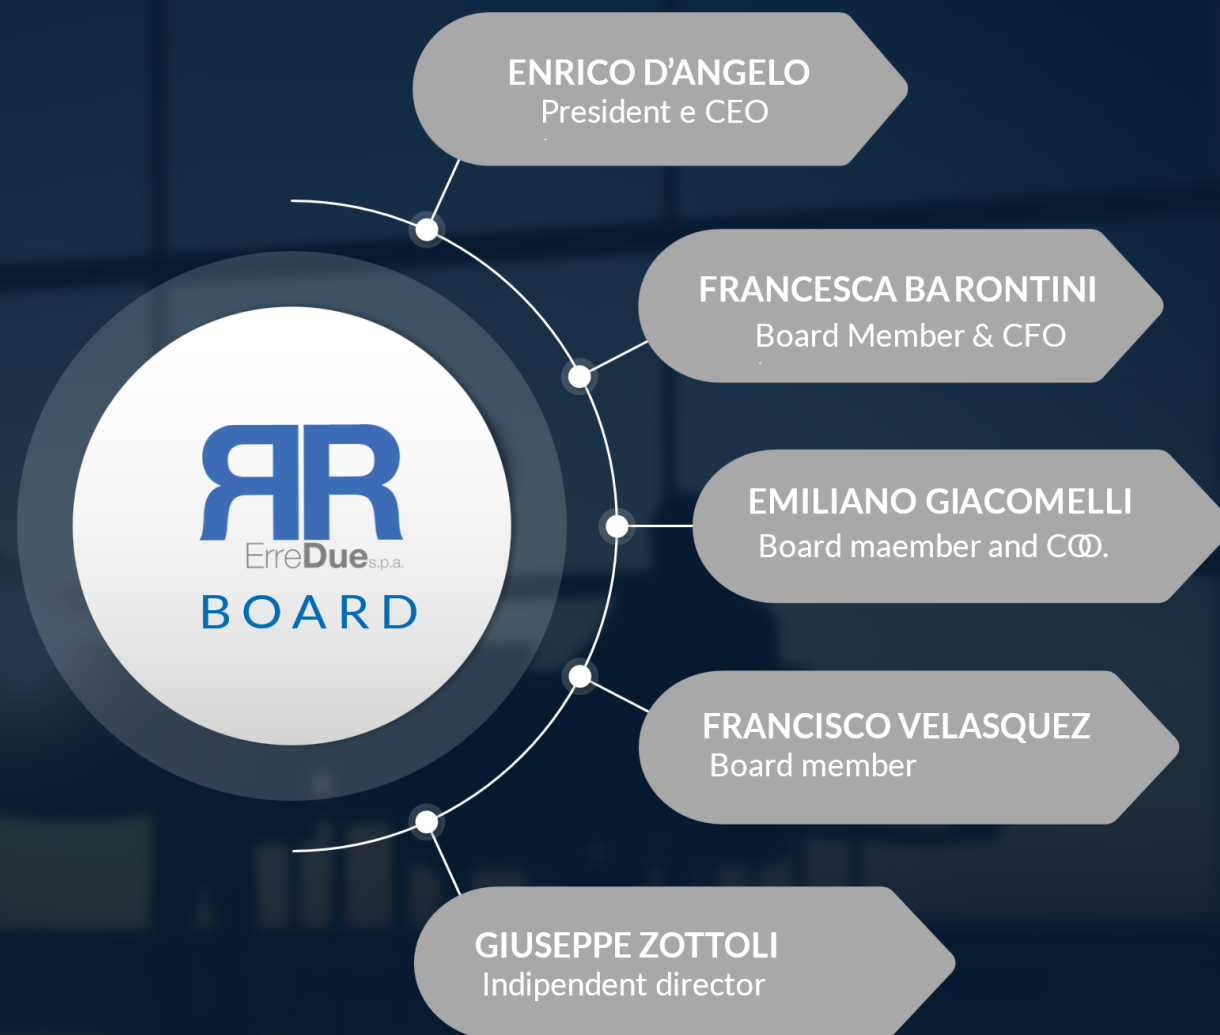 ENRICO D’ANGELO
President e CEO
FRANCESCA BARONTINI
Board Member & CFO
RR
ErreDue s.p.a.
BOARD
EMILIANO GIACOMELLI
Board maember and COO.
FRANCISCO VELASQUEZ
Board member
GIUSEPPE ZOTTOLI
Indipendent director